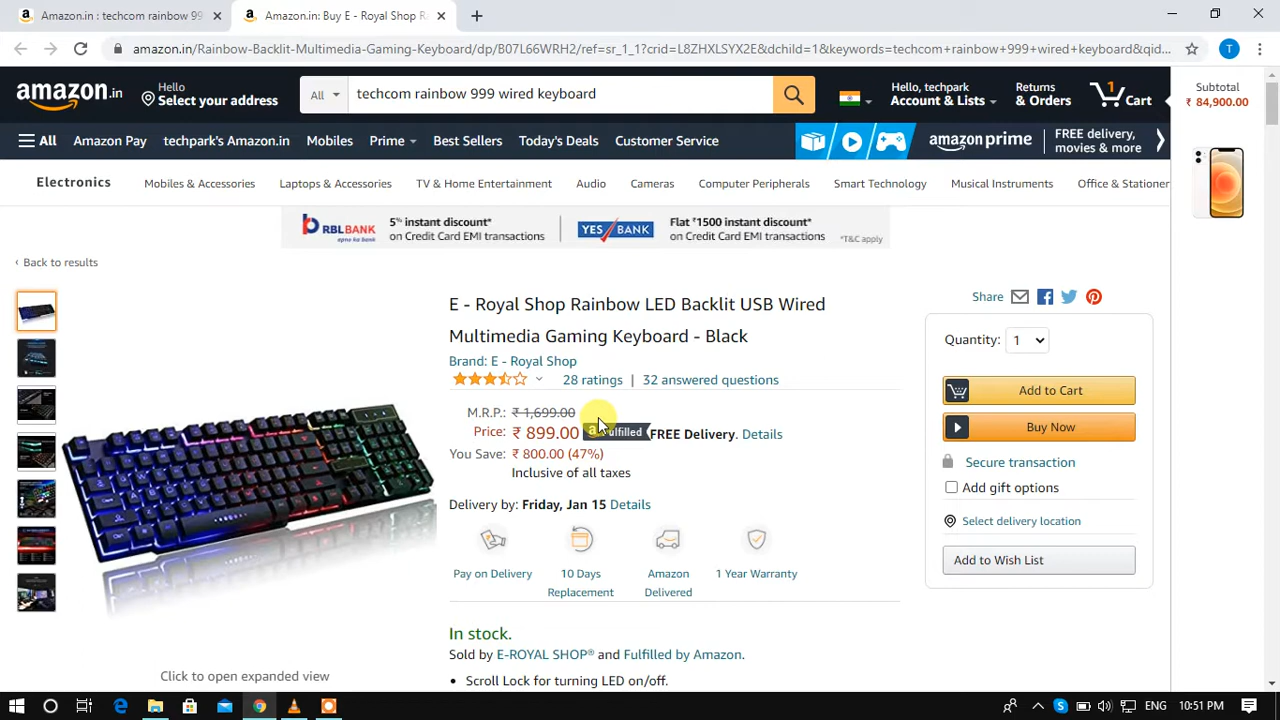 Amazon.in : techcom rainbow 99
Amazon.in: Buy E - Royal Shop Ra
amazon.in/Rainbow-Backlit-Multimedia-Gaming-Keyboard/dp/B07L66WRH2/ref=sr_1_1?crid=L8ZHXLSYX2E&dchild=1&keywords=techcom+rainbow+999+wired+keyboard&qid...
T
amazon.in
Hello
Select your address
All
techcom rainbow 999 wired keyboard
Hello, techpark
Account & Lists
Returns
& Orders
1
Cart
Subtotal
₹ 84,900.00
All
Amazon Pay
techpark's Amazon.in
Mobiles
Prime
Best Sellers
Today's Deals
Customer Service
amazon prime
FREE delivery,
movies & more
Electronics
Mobiles & Accessories
Laptops & Accessories
TV & Home Entertainment
Audio
Cameras
Computer Peripherals
Smart Technology
Musical Instruments
Office & Stationer
RBLBANK
apno ka bank
5% instant discount*
on Credit Card EMI transactions
YES BANK
Flat ₹1500 instant discount*
on Credit Card EMI transactions
*T&C apply
‹ Back to results
E - Royal Shop Rainbow LED Backlit USB Wired
Multimedia Gaming Keyboard - Black
Brand: E - Royal Shop
28 ratings | 32 answered questions
M.R.P.: ₹ 1,699.00
Price: ₹ 899.00
Fulfilled
FREE Delivery. Details
You Save: ₹ 800.00 (47%)
Inclusive of all taxes
Delivery by: Friday, Jan 15 Details
Pay on Delivery
10 Days
Replacement
Amazon
Delivered
1 Year Warranty
In stock.
Sold by E-ROYAL SHOP® and Fulfilled by Amazon.
• Scroll Lock for turning LED on/off.
Click to open expanded view
Share
Quantity: 1
Add to Cart
Buy Now
Secure transaction
Add gift options
Select delivery location
Add to Wish List
ENG
10:51 PM